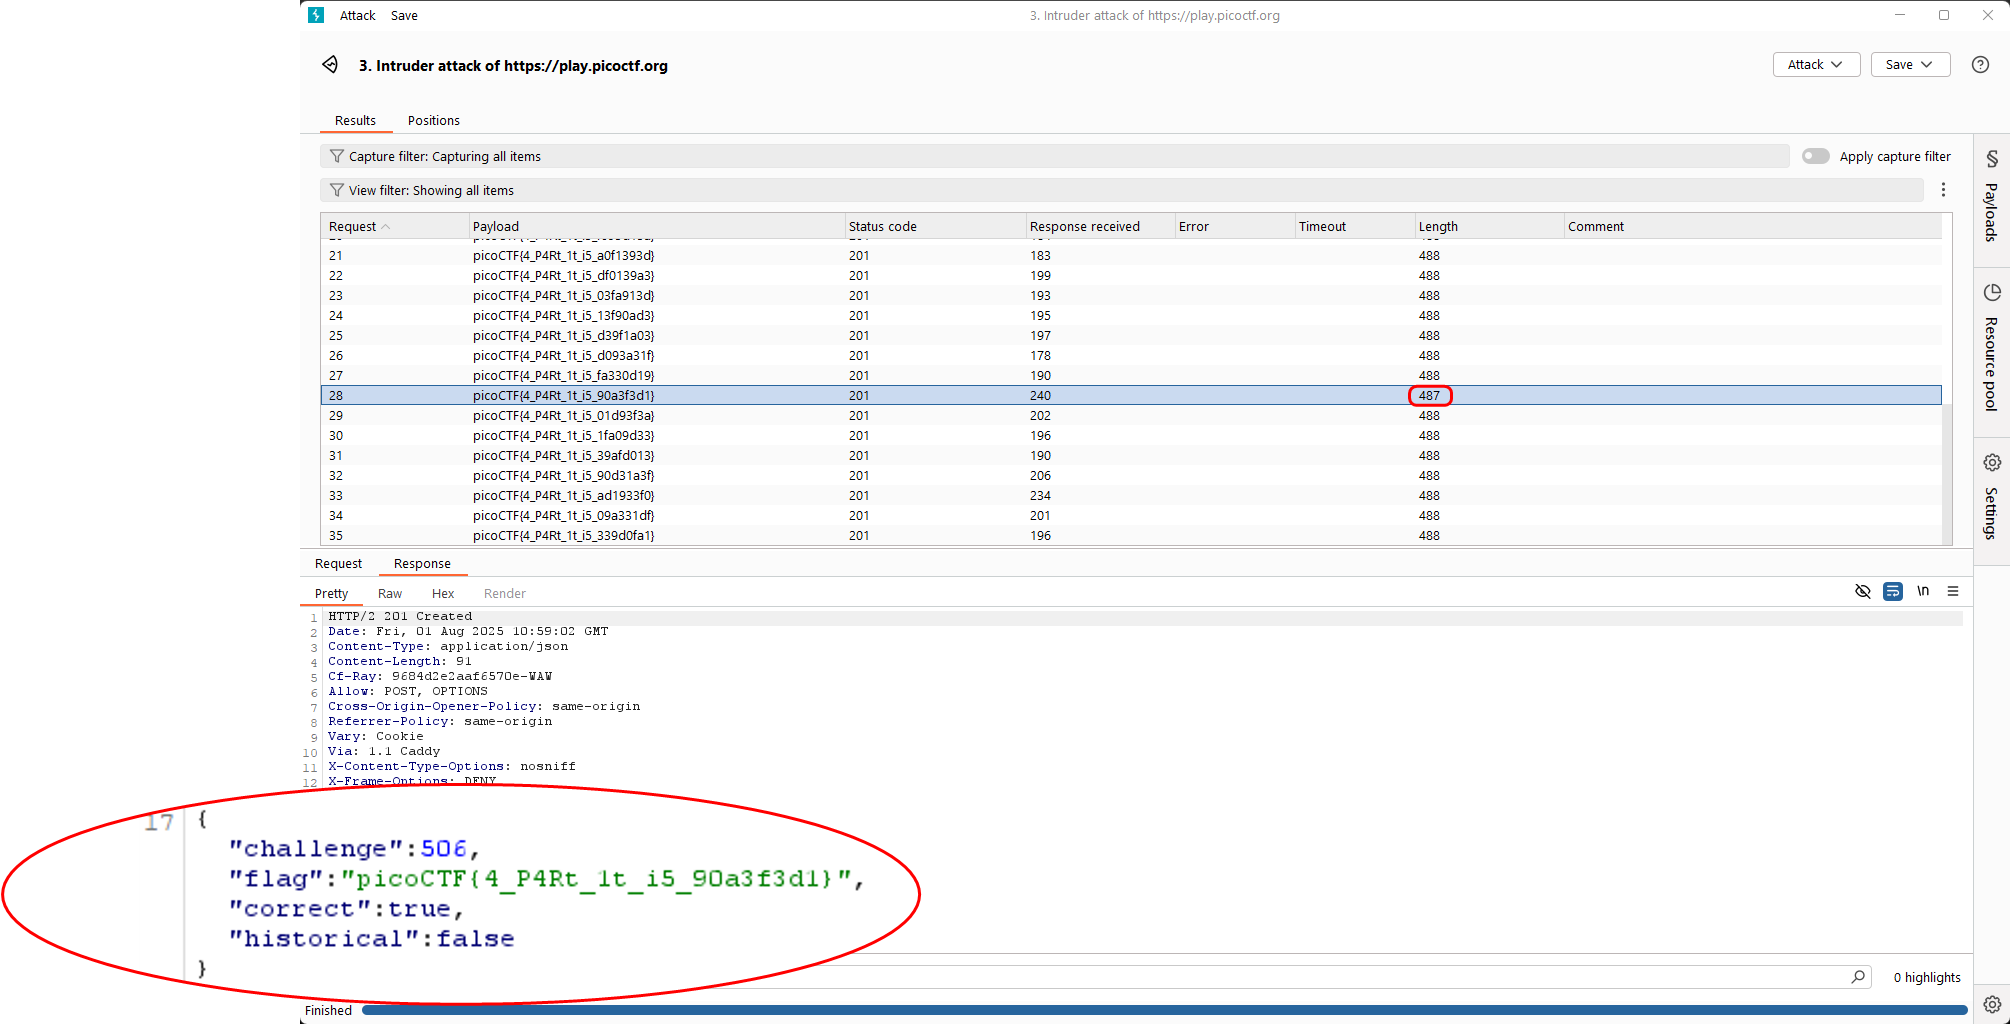 Attack Save 3. Intruder attack of https://play.picoctf.org
3. Intruder attack of https://play.picoctf.org Attack Save
Results Positions
Capture filter: Capturing all items Apply capture filter
View filter: Showing all items
Request Payload Status code Response received Error Timeout Length Comment
21 picoCTF{4_P4Rt_1t_i5_a0f1393d} 201 183 488
22 picoCTF{4_P4Rt_1t_i5_df0139a3} 201 199 488
23 picoCTF{4_P4Rt_1t_i5_03fa913d} 201 193 488
24 picoCTF{4_P4Rt_1t_i5_13f90ad3} 201 195 488
25 picoCTF{4_P4Rt_1t_i5_d39f1a03} 201 197 488
26 picoCTF{4_P4Rt_1t_i5_d093a31f} 201 178 488
27 picoCTF{4_P4Rt_1t_i5_fa330d19} 201 190 488
28 picoCTF{4_P4Rt_1t_i5_90a3f3d1} 201 240 487
29 picoCTF{4_P4Rt_1t_i5_01d93f3a} 201 202 488
30 picoCTF{4_P4Rt_1t_i5_1fa09d33} 201 196 488
31 picoCTF{4_P4Rt_1t_i5_39afd013} 201 190 488
32 picoCTF{4_P4Rt_1t_i5_90d31a3f} 201 206 488
33 picoCTF{4_P4Rt_1t_i5_ad1933f0} 201 234 488
34 picoCTF{4_P4Rt_1t_i5_09a331df} 201 201 488
35 picoCTF{4_P4Rt_1t_i5_339d0fa1} 201 196 488
Payloads
Resource pool
Settings
Request Response
Pretty Raw Hex Render \n
1 HTTP/2 201 Created
2 Date: Fri, 01 Aug 2025 10:59:02 GMT
3 Content-Type: application/json
4 Content-Length: 91
5 Cf-Ray: 9684d2e2aaf6570e-WAW
6 Allow: POST, OPTIONS
7 Cross-Origin-Opener-Policy: same-origin
8 Referrer-Policy: same-origin
9 Vary: Cookie
10 Via: 1.1 Caddy
11 X-Content-Type-Options: nosniff
12 X-Frame-Options: DENY
17 {
"challenge":506,
"flag":"picoCTF{4_P4Rt_1t_i5_90a3f3d1}",
"correct":true,
"historical":false
}
0 highlights
Finished